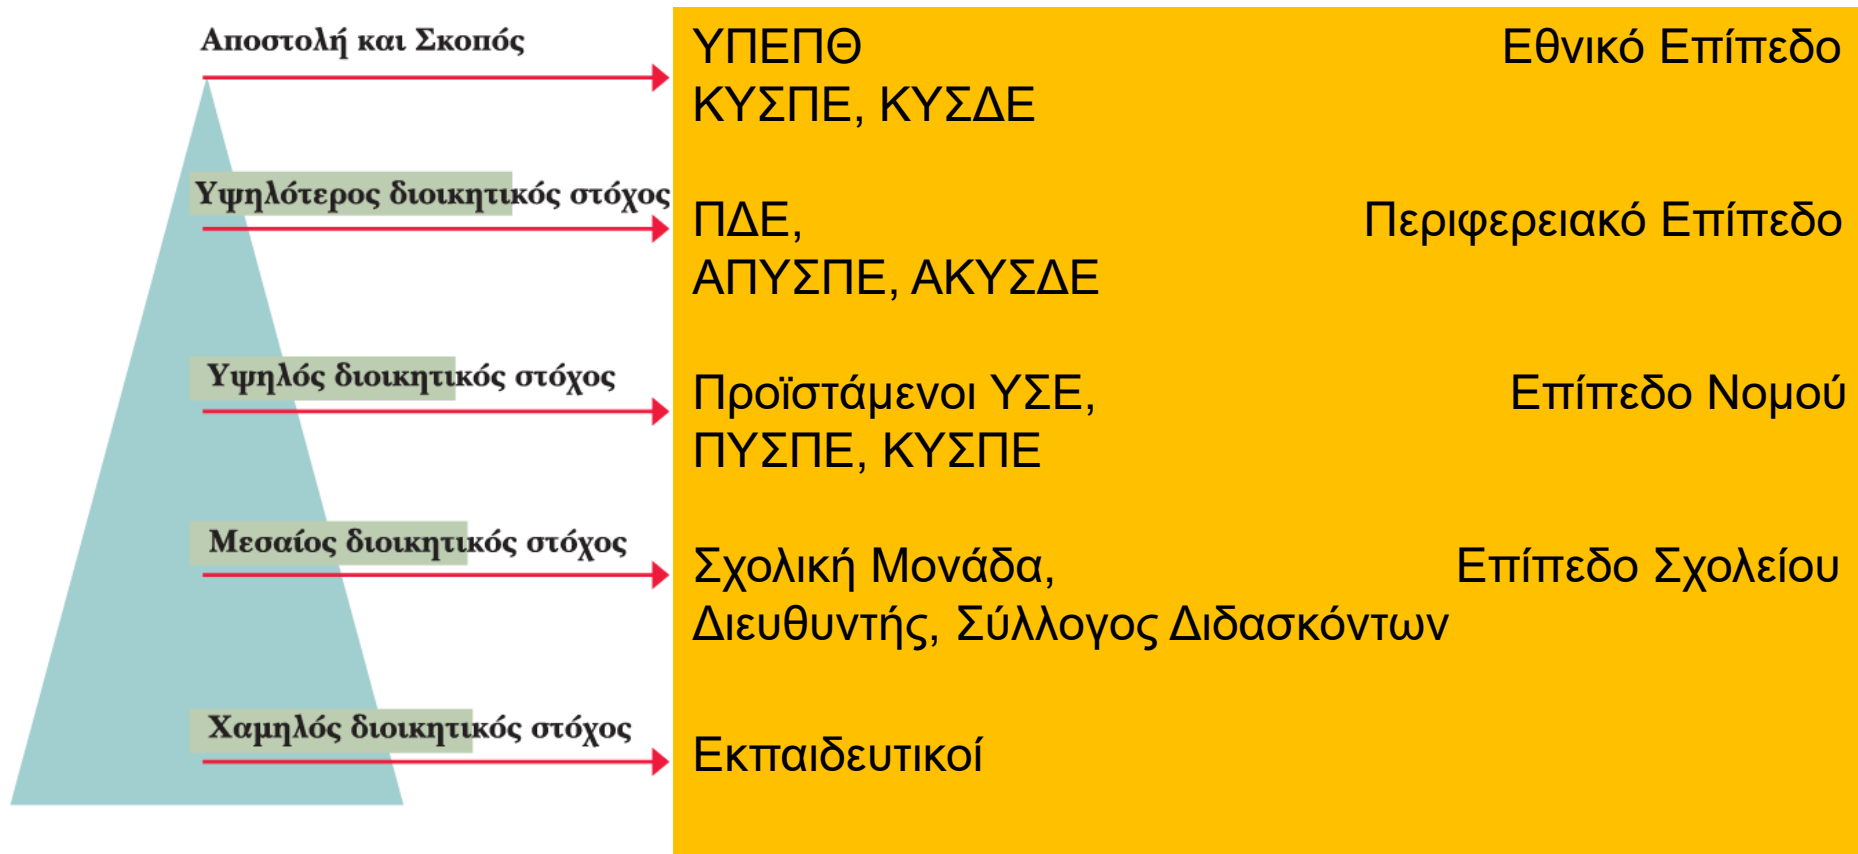 Αποστολή και Σκοπός
ΥΠΕΠΘ Εθνικό Επίπεδο
ΚΥΣΠΕ, ΚΥΣΔΕ
Υψηλότερος διοικητικός στόχος
ΠΔΕ, Περιφερειακό Επίπεδο
ΑΠΥΣΠΕ, ΑΚΥΣΔΕ
Υψηλός διοικητικός στόχος
Προϊστάμενοι ΥΣΕ, Επίπεδο Νομού
ΠΥΣΠΕ, ΚΥΣΠΕ
Μεσαίος διοικητικός στόχος
Σχολική Μονάδα, Επίπεδο Σχολείου
Διευθυντής, Σύλλογος Διδασκόντων
Χαμηλός διοικητικός στόχος
Εκπαιδευτικοί